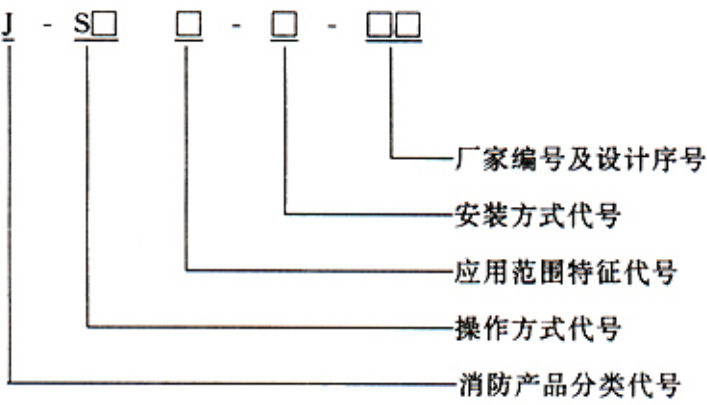 J - S□ □ - □ - □□
厂家编号及设计序号
安装方式代号
应用范围特征代号
操作方式代号
消防产品分类代号